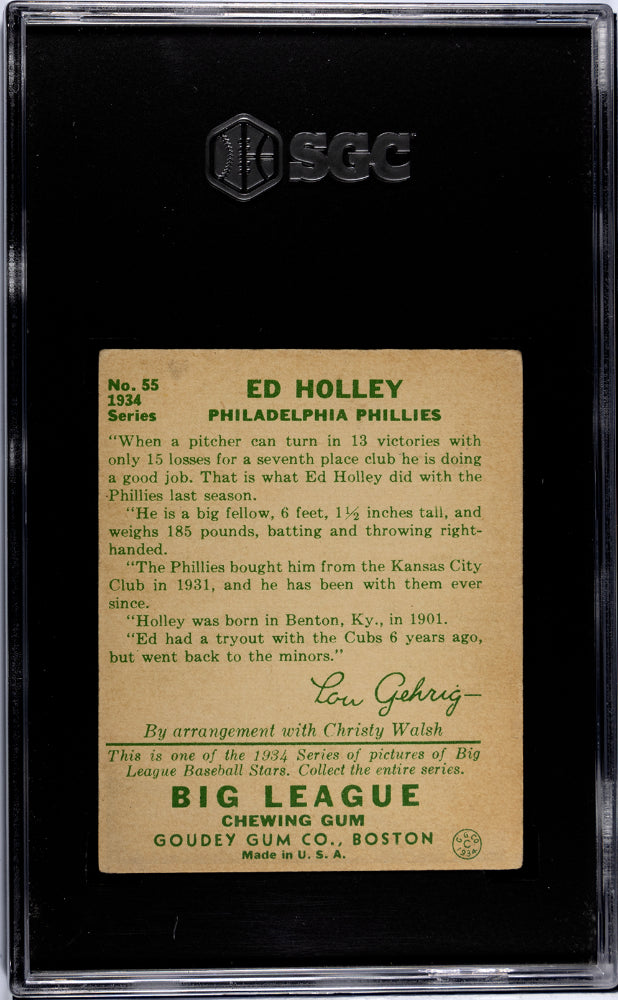 SGC
No. 55
1934
Series
ED HOLLEY
PHILADELPHIA PHILLIES
"When a pitcher can turn in 13 victories with
only 15 losses for a seventh place club he is doing
a good job. That is what Ed Holley did with the
Phillies last season.
"He is a big fellow, 6 feet, 1½ inches tall, and
weighs 185 pounds, batting and throwing right-
handed.
"The Phillies bought him from the Kansas City
Club in 1931, and he has been with them ever
since.
"Holley was born in Benton, Ky., in 1901.
"Ed had a tryout with the Cubs 6 years ago,
but went back to the minors."
Lou Gehrig
By arrangement with Christy Walsh
This is one of the 1934 Series of pictures of Big
League Baseball Stars. Collect the entire series.
BIG LEAGUE
CHEWING GUM
GOUDEY GUM CO., BOSTON
Made in U. S. A.
G.G.CO
C
1934